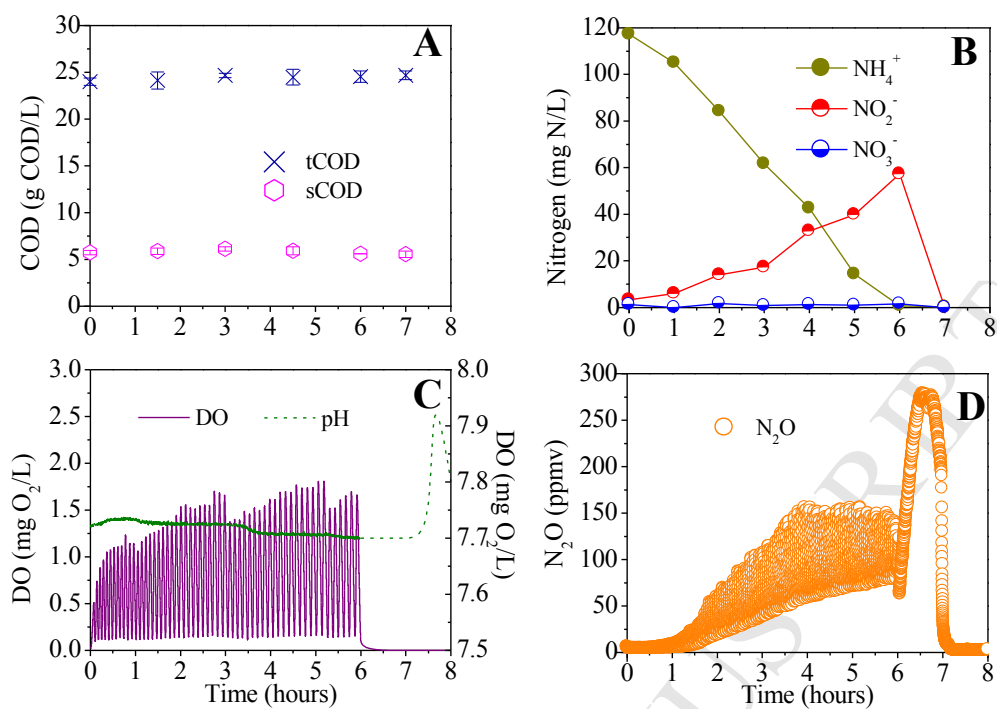 A
30
25
20
15
10
5
0
COD (g COD/L)
tCOD
sCOD
0 1 2 3 4 5 6 7 8
B
120
100
80
60
40
20
0
Nitrogen (mg N/L)
NH₄⁺
NO₂⁻
NO₃⁻
0 1 2 3 4 5 6 7 8
C
3.0
2.5
2.0
1.5
1.0
0.5
0.0
DO (mg O₂/L)
DO
pH
8.0
7.9
7.8
7.7
7.6
7.5
DO (mg O₂/L)
0 1 2 3 4 5 6 7 8
Time (hours)
D
300
250
200
150
100
50
0
N₂O (ppmv)
N₂O
0 1 2 3 4 5 6 7 8
Time (hours)